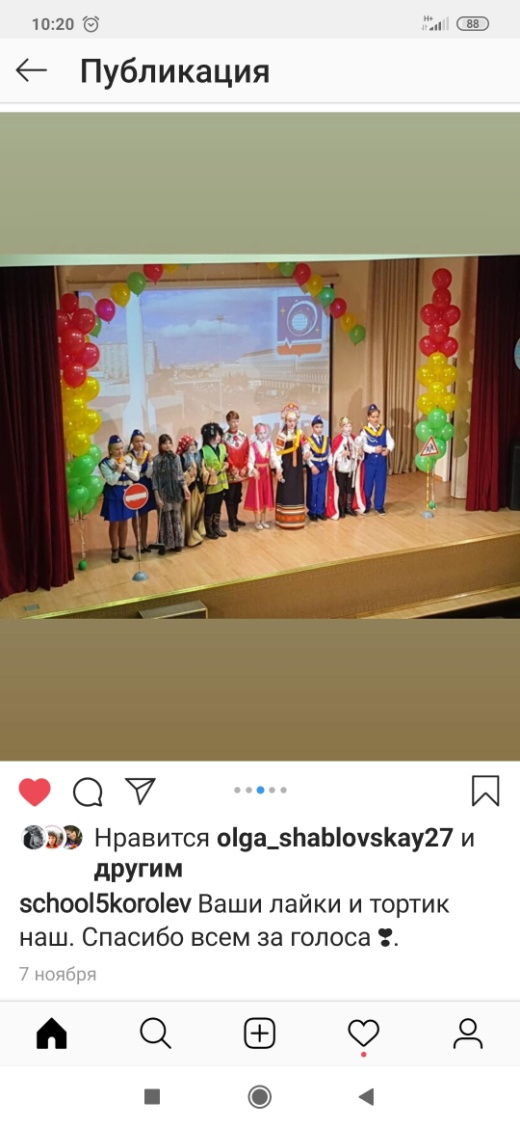 10:20
H+
88
Публикация
Нравится olga_shablovskay27 и
другим
school5korolev Ваши лайки и тортик
наш. Спасибо всем за голоса❣.
7 ноября